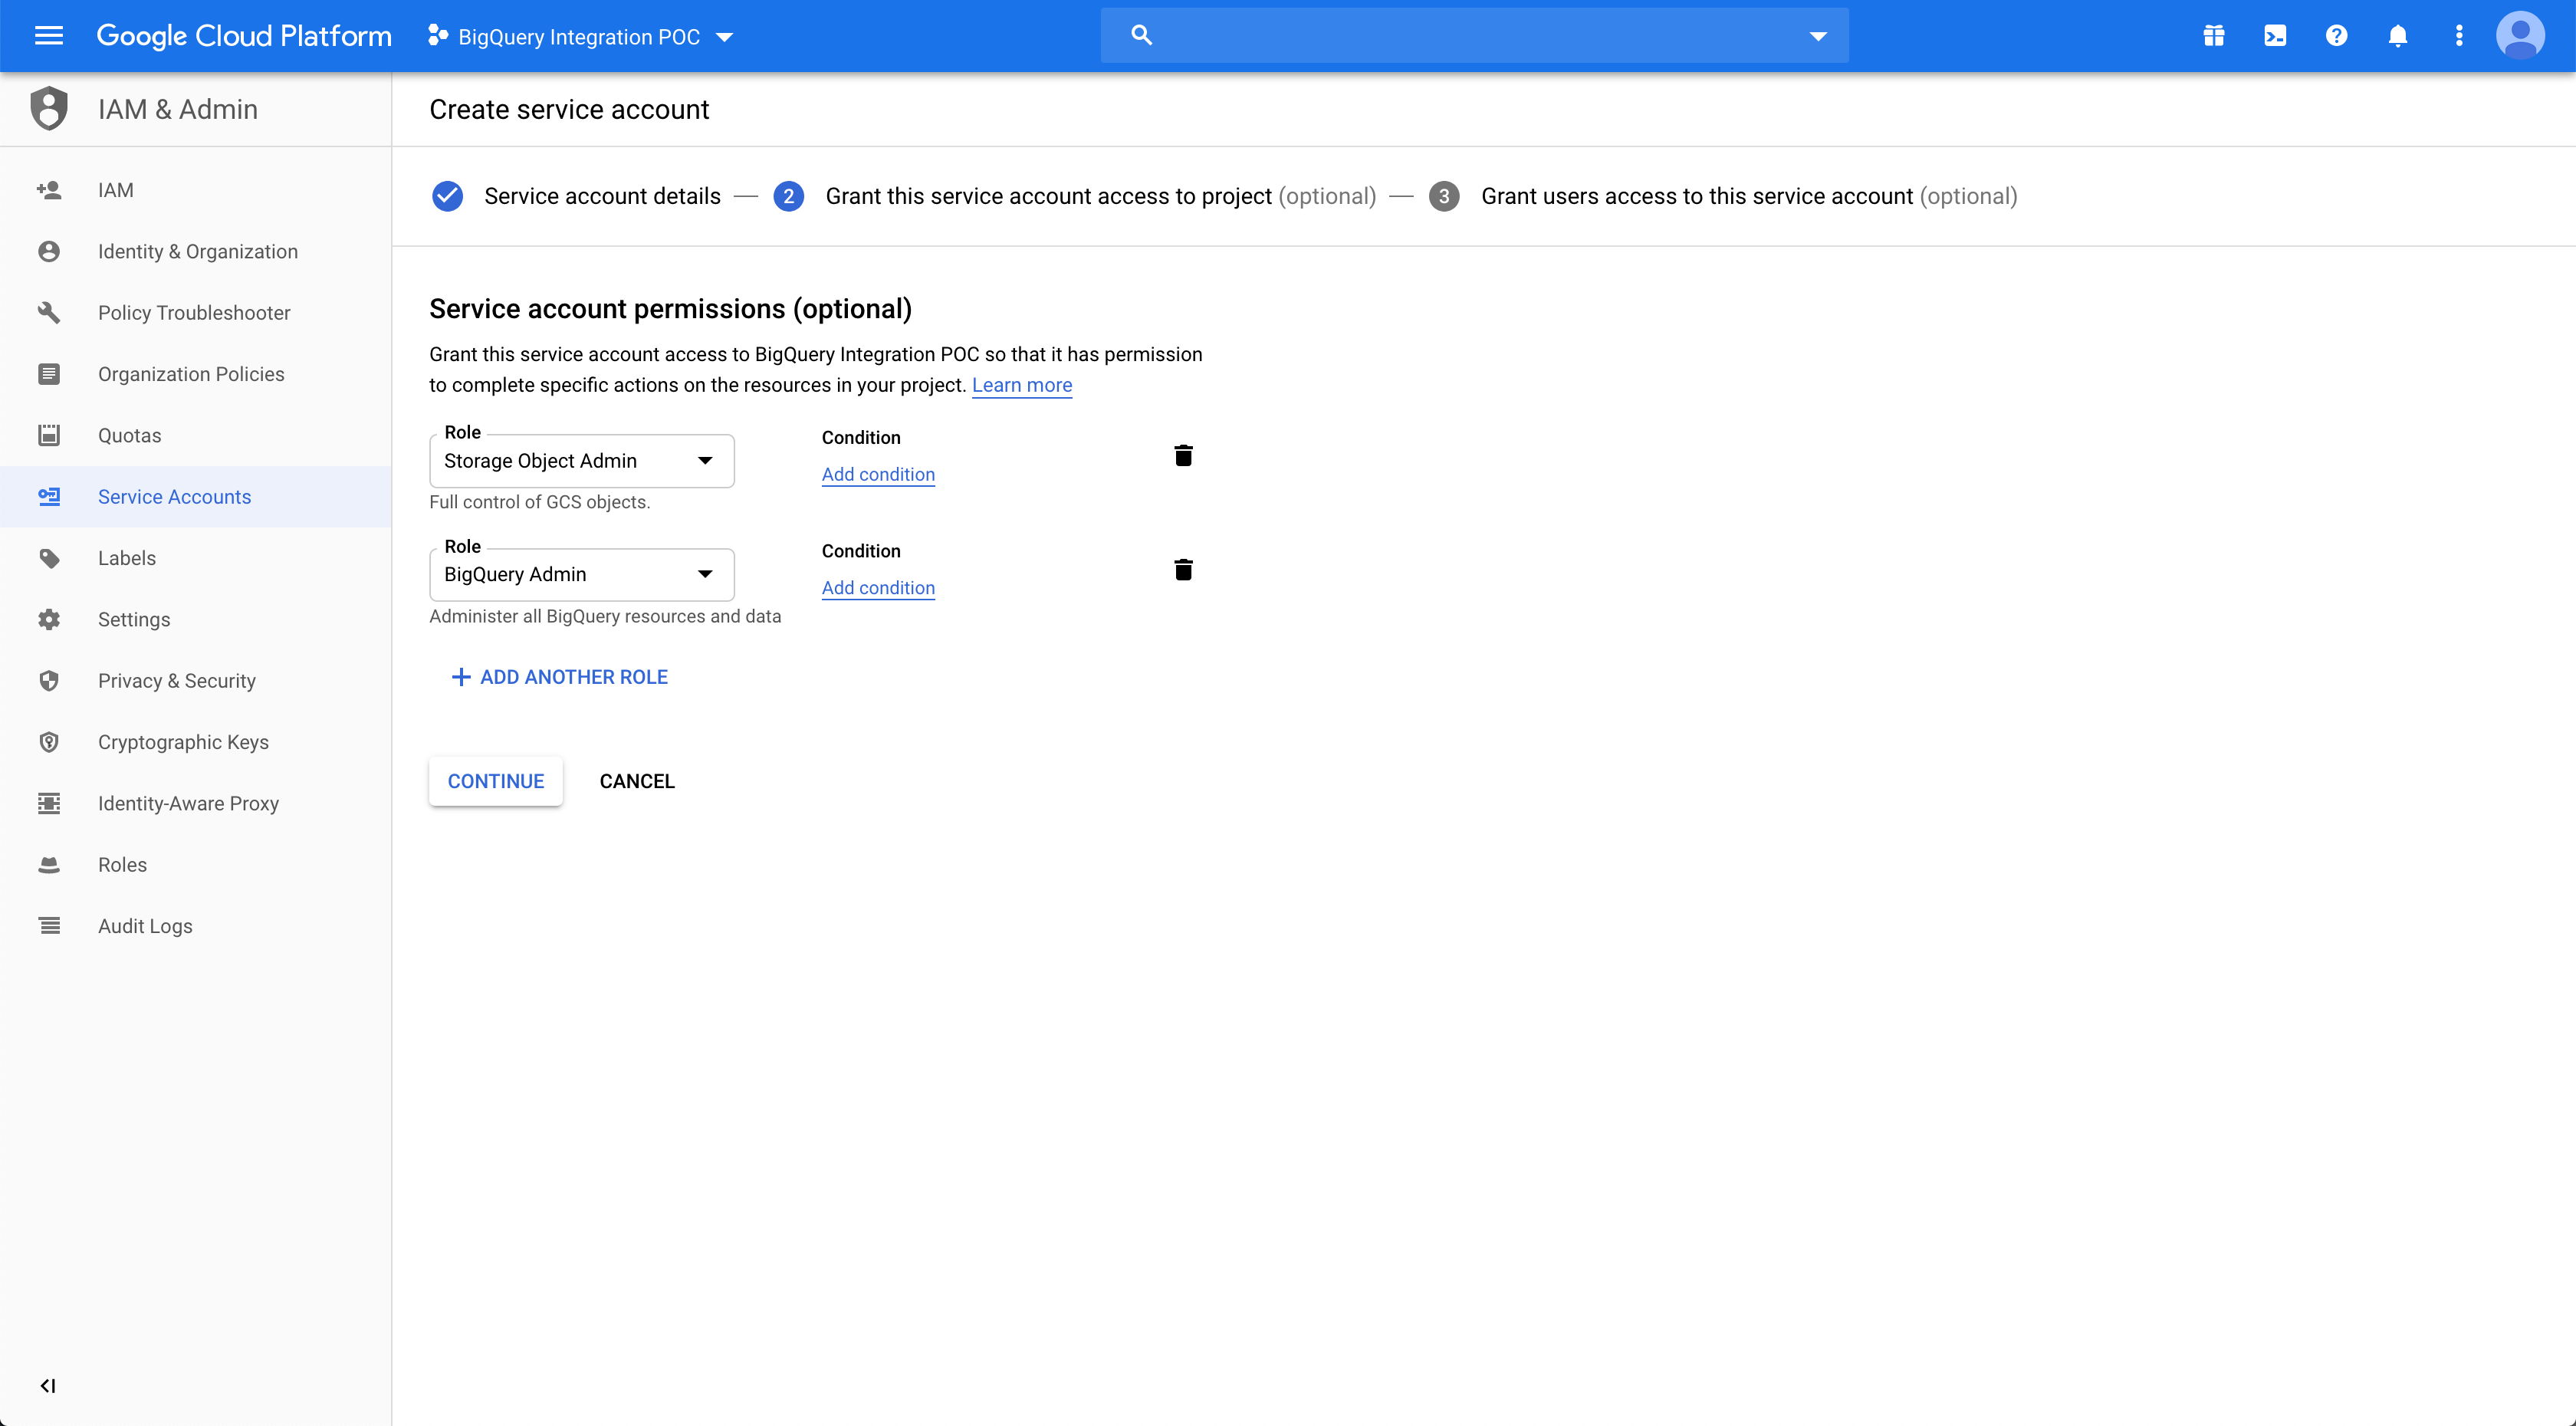 Google Cloud Platform
BigQuery Integration POC
IAM & Admin
IAM
Identity & Organization
Policy Troubleshooter
Organization Policies
Quotas
Service Accounts
Labels
Settings
Privacy & Security
Cryptographic Keys
Identity-Aware Proxy
Roles
Audit Logs
Create service account
Service account details — 2 Grant this service account access to project (optional) — 3 Grant users access to this service account (optional)
Service account permissions (optional)
Grant this service account access to BigQuery Integration POC so that it has permission
to complete specific actions on the resources in your project. Learn more
Role
Storage Object Admin
Full control of GCS objects.
Condition
Add condition
Role
BigQuery Admin
Administer all BigQuery resources and data
Condition
Add condition
+ ADD ANOTHER ROLE
CONTINUE
CANCEL